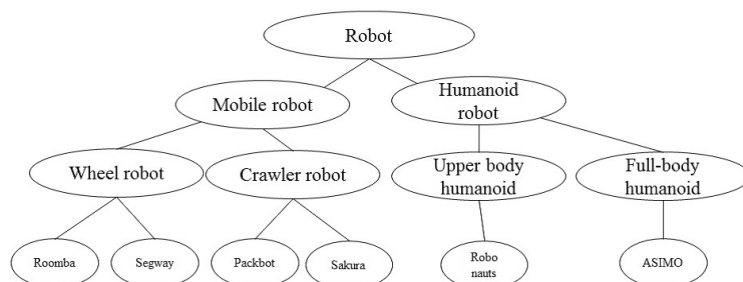 Robot
Mobile robot
Humanoid
robot
Wheel robot
Crawler robot
Upper body
humanoid
Full-body
humanoid
Roomba
Segway
Packbot
Sakura
Robo
nauts
ASIMO